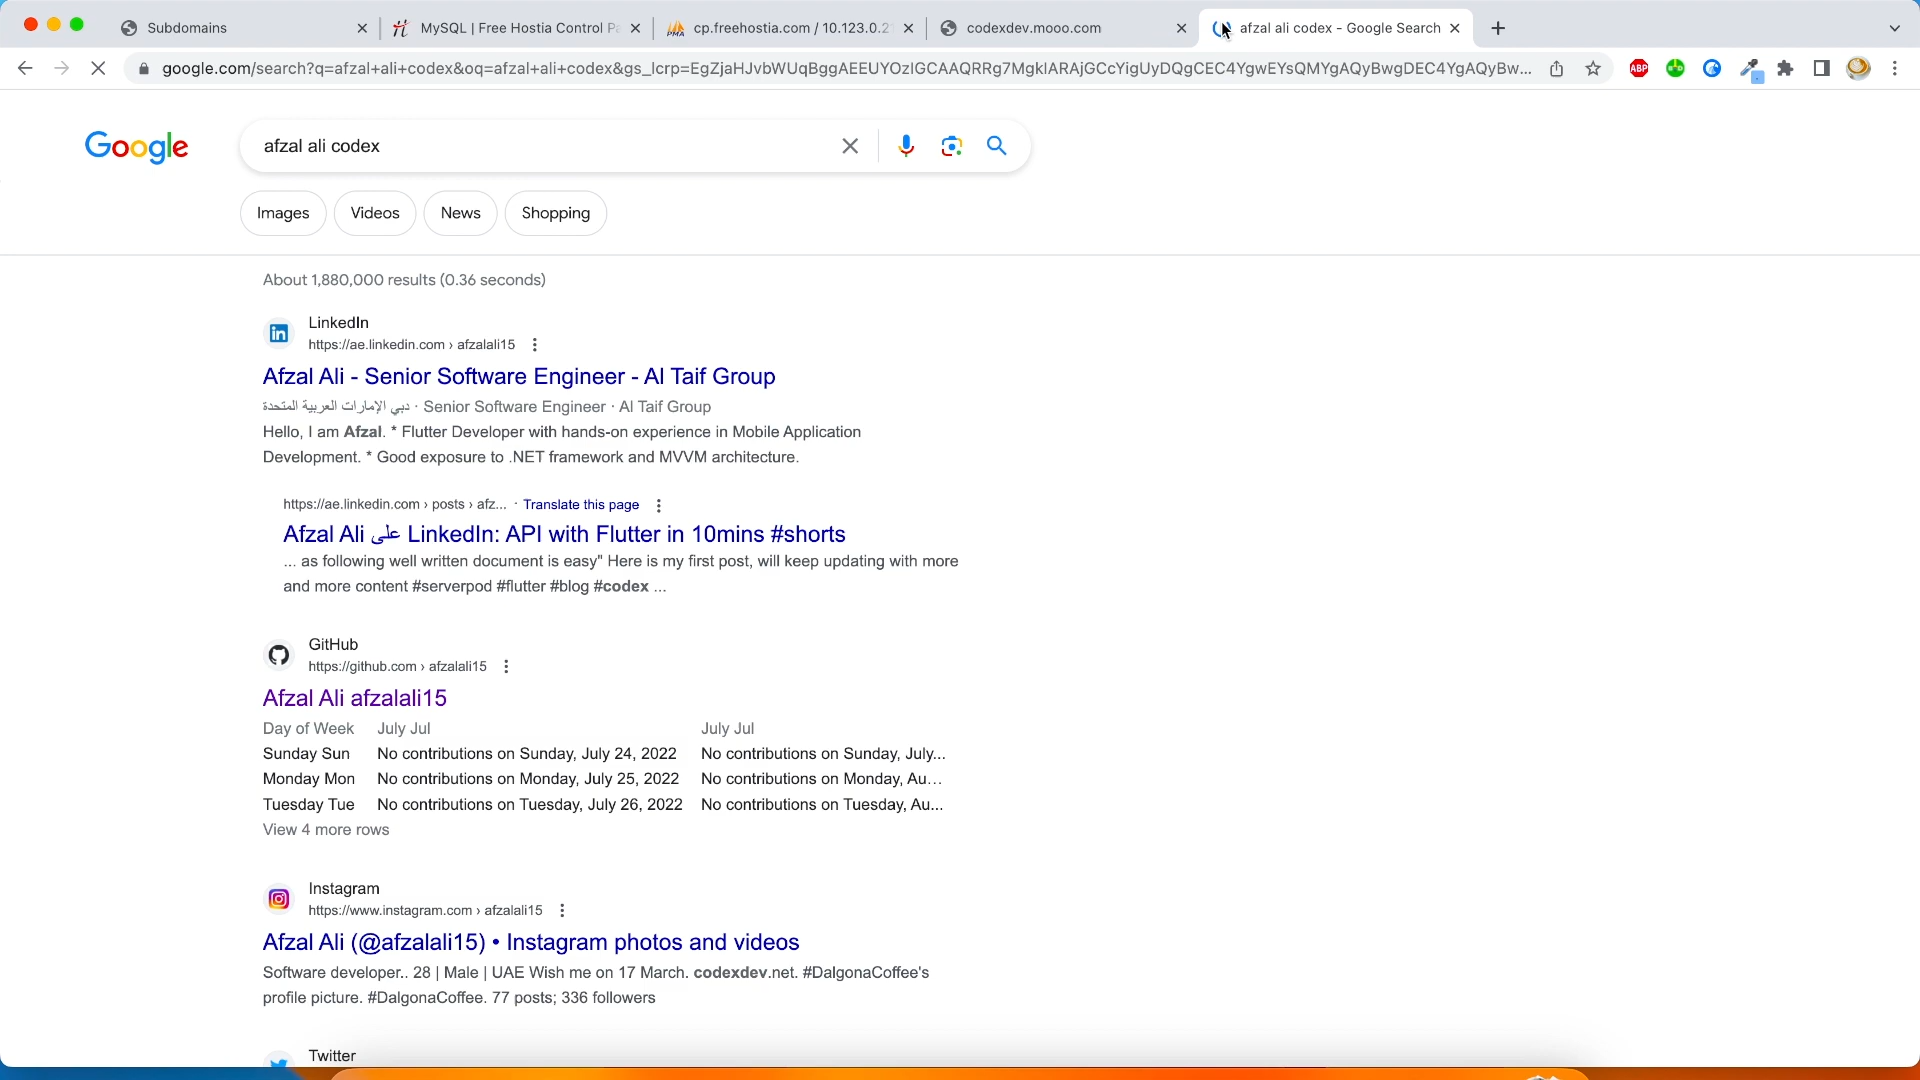 Subdomains
MySQL | Free Hostia Control Pa
cp.freehostia.com / 10.123.0.21
codexdev.mooo.com
afzal ali codex - Google Search
google.com/search?q=afzal+ali+codex&oq=afzal+ali+codex&gs_lcrp=EgZjaHJvbWUqBggAEEUYOzIGCAAQRRg7MgkIARAjGCcYigUyDQgCEC4YgwEYsQMYgAQyBwgDEC4YgAQyBw...
ABP
Google
afzal ali codex
Images
Videos
News
Shopping
About 1,880,000 results (0.36 seconds)
LinkedIn
https://ae.linkedin.com › afzalali15
Afzal Ali - Senior Software Engineer - Al Taif Group
دبي الإمارات العربية المتحدة · Senior Software Engineer · Al Taif Group
Hello, I am Afzal. * Flutter Developer with hands-on experience in Mobile Application
Development. * Good exposure to .NET framework and MVVM architecture.
https://ae.linkedin.com › posts › afz... · Translate this page
Afzal Ali على LinkedIn: API with Flutter in 10mins #shorts
... as following well written document is easy" Here is my first post, will keep updating with more
and more content #serverpod #flutter #blog #codex ...
GitHub
https://github.com › afzalali15
Afzal Ali afzalali15
Day of Week July Jul July Jul
Sunday Sun No contributions on Sunday, July 24, 2022 No contributions on Sunday, July...
Monday Mon No contributions on Monday, July 25, 2022 No contributions on Monday, Au...
Tuesday Tue No contributions on Tuesday, July 26, 2022 No contributions on Tuesday, Au...
View 4 more rows
Instagram
https://www.instagram.com › afzalali15
Afzal Ali (@afzalali15) • Instagram photos and videos
Software developer.. 28 | Male | UAE Wish me on 17 March. codexdev.net. #DalgonaCoffee's
profile picture. #DalgonaCoffee. 77 posts; 336 followers
Twitter